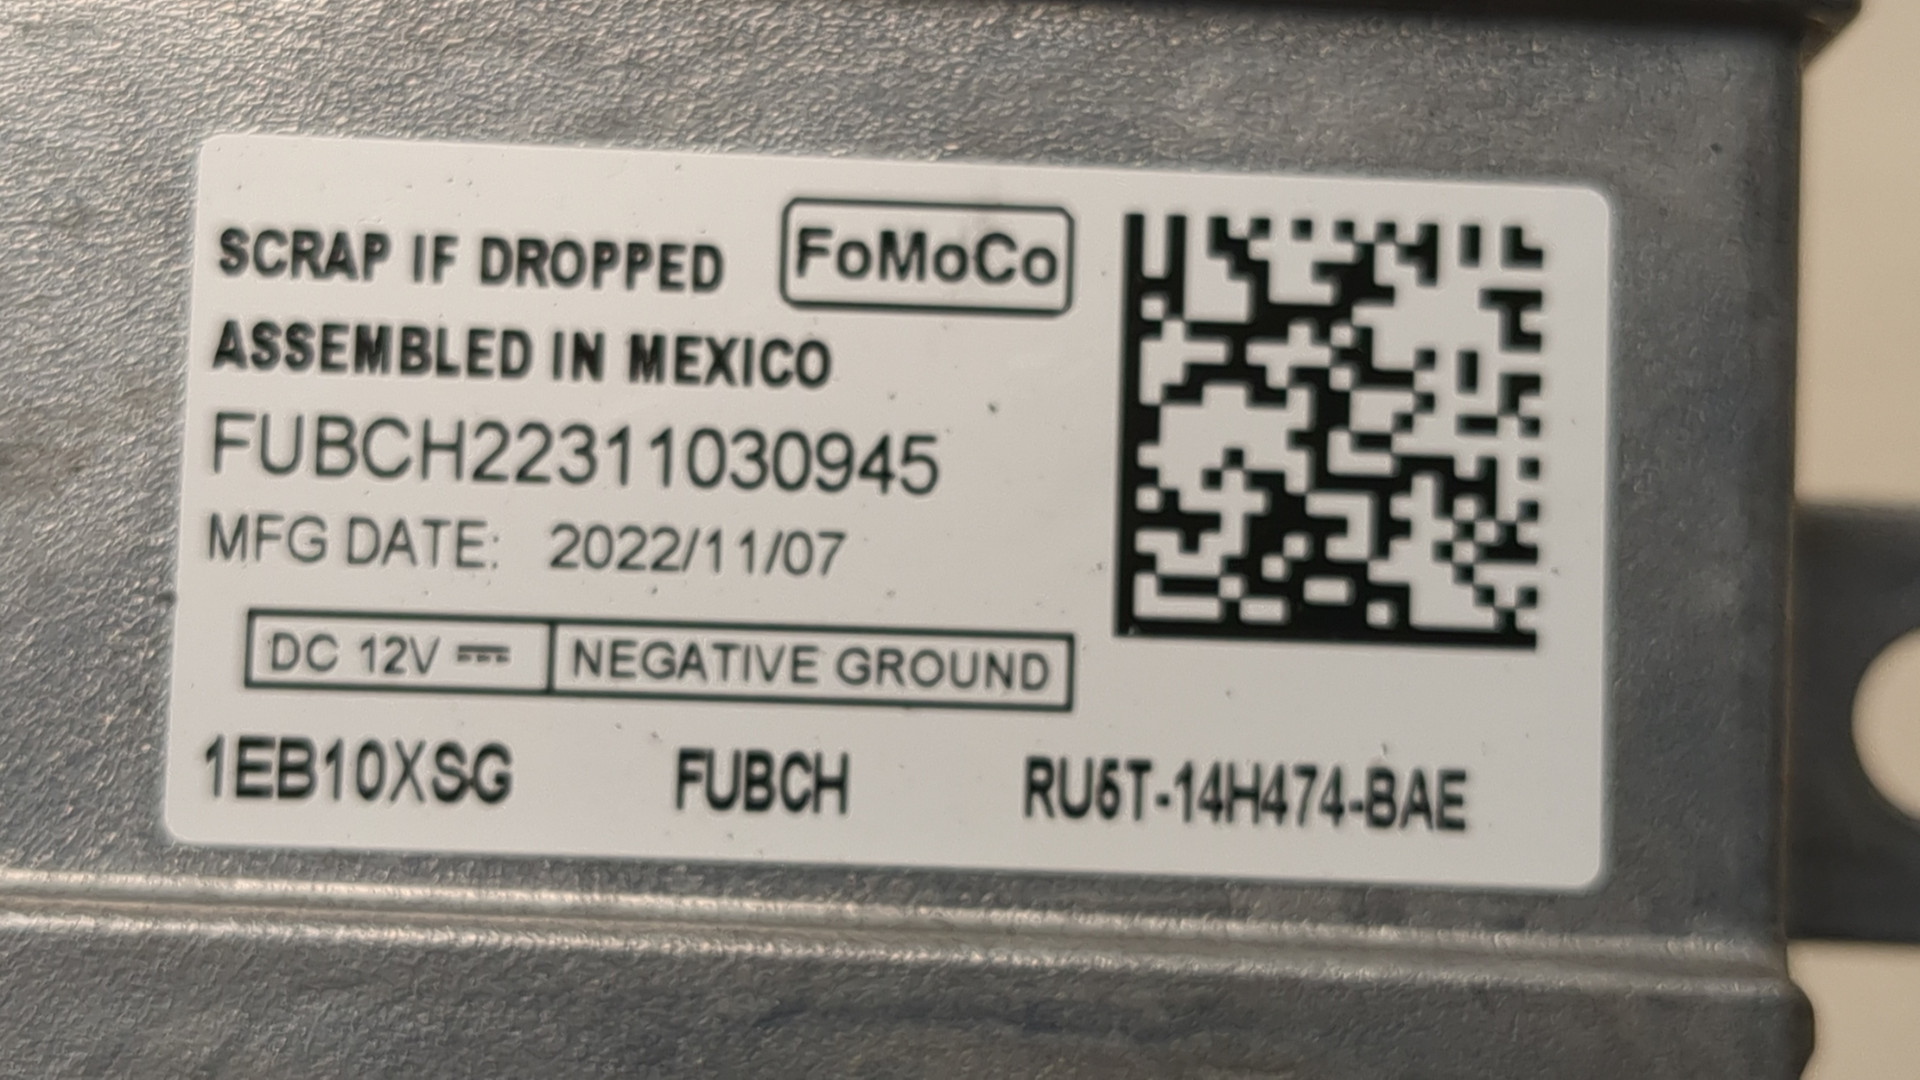 SCRAP IF DROPPED FoMoCo
ASSEMBLED IN MEXICO
FUBCH22311030945
MFG DATE: 2022/11/07
DC 12V ⎓ NEGATIVE GROUND
1EB10XSG FUBCH RU5T-14H474-BAE